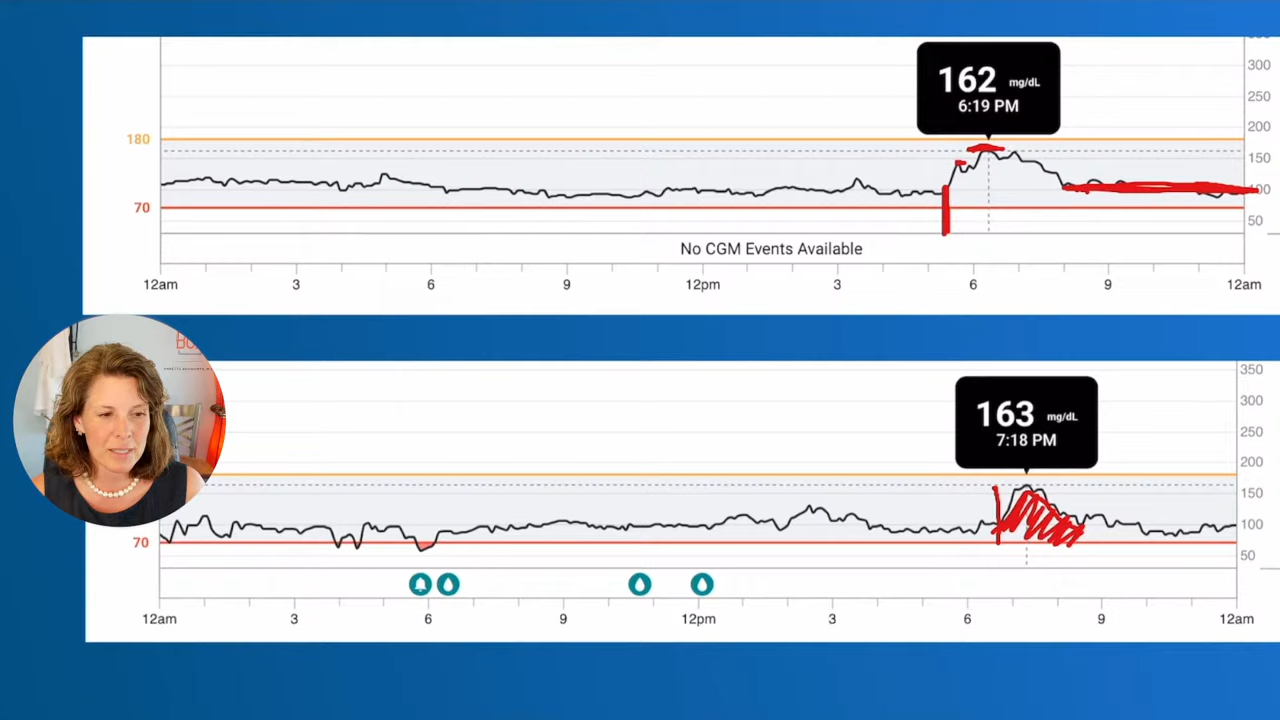 162 mg/dL
6:19 PM
300
250
200
180
150
100
70
50
No CGM Events Available
12am 3 6 9 12pm 3 6 9 12am
350
163 mg/dL
300
7:18 PM
250
200
150
100
70
50
12am 3 6 9 12pm 3 6 9 12am